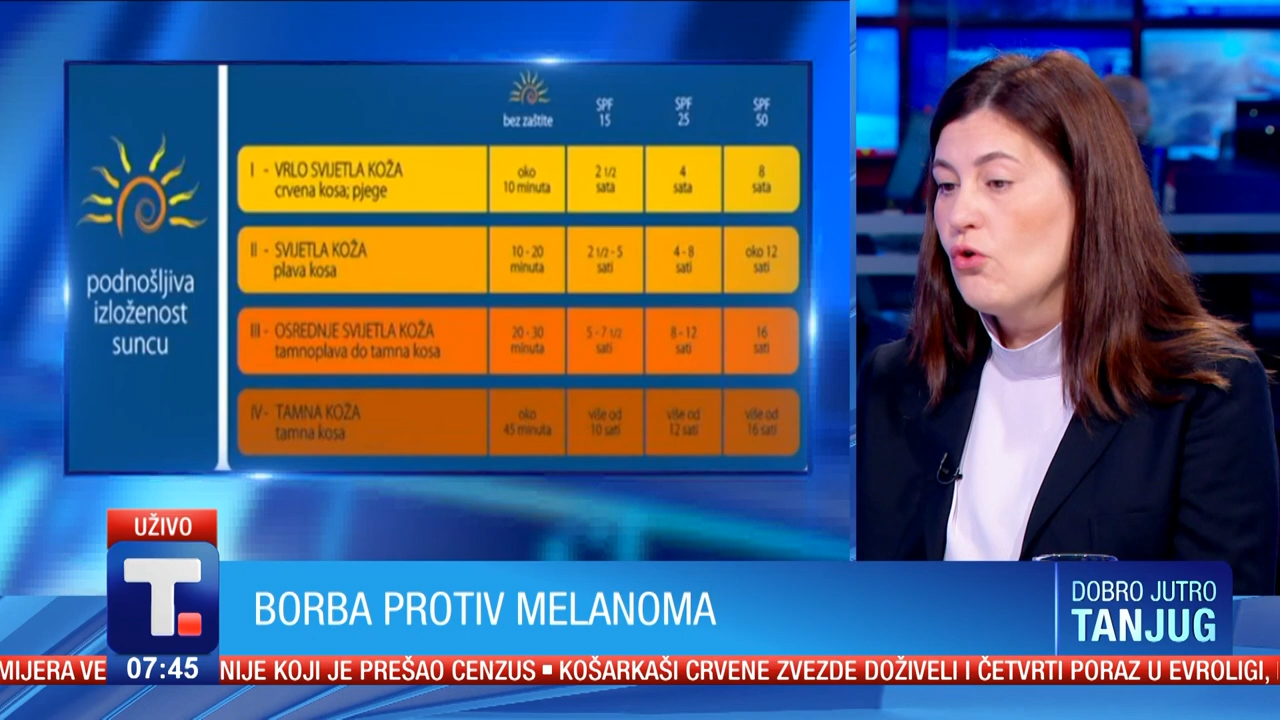 bez zaštite
SPF
15
SPF
25
SPF
50
podnošljiva
izloženost
suncu
I - VRLO SVIJETLA KOŽA
crvena kosa; pjege
oko
10 minuta
2 1/2
sata
4
sata
8
sata
II - SVJETLA KOŽA
plava kosa
10 - 20
minuta
2 1/2 - 5
sati
4 - 8
sati
oko 12
sati
III - OSREDNJE SVIJETLA KOŽA
tamnoplava do tamna kosa
20 - 30
minuta
5 - 7 1/2
sati
8 - 12
sati
16
sati
IV - TAMNA KOŽA
tamna kosa
oko
45 minuta
više od
10 sati
više od
12 sati
više od
16 sati
UŽIVO
T.
BORBA PROTIV MELANOMA
DOBRO JUTRO
TANJUG
MIJERA VE
07:45
NIJE KOJI JE PREŠAO CENZUS ▪ KOŠARKAŠI CRVENE ZVEZDE DOŽIVELI I ČETVRTI PORAZ U EVROLIGI,